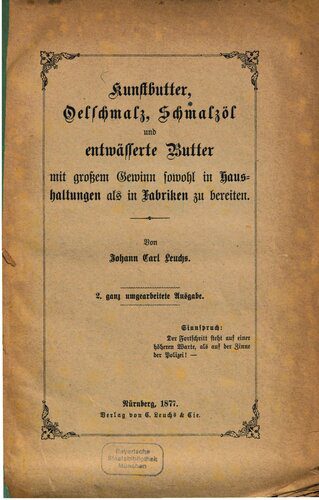 Kunstbutter,
Oelschmalz, Schmalzöl
und
entwässerte Butter
mit großem Gewinn sowohl in Haus-
haltungen als in Fabriken zu bereiten.
Von
Johann Carl Leuchs.
2. ganz umgearbeitete Ausgabe.
Sinnspruch:
Der Fortschritt steht auf einer
höheren Warte, als auf der Zinne
der Polizei! —
Nürnberg, 1877.
Verlag von C. Leuchs & Cie.
Bayerische
Staatsbibliothek
München